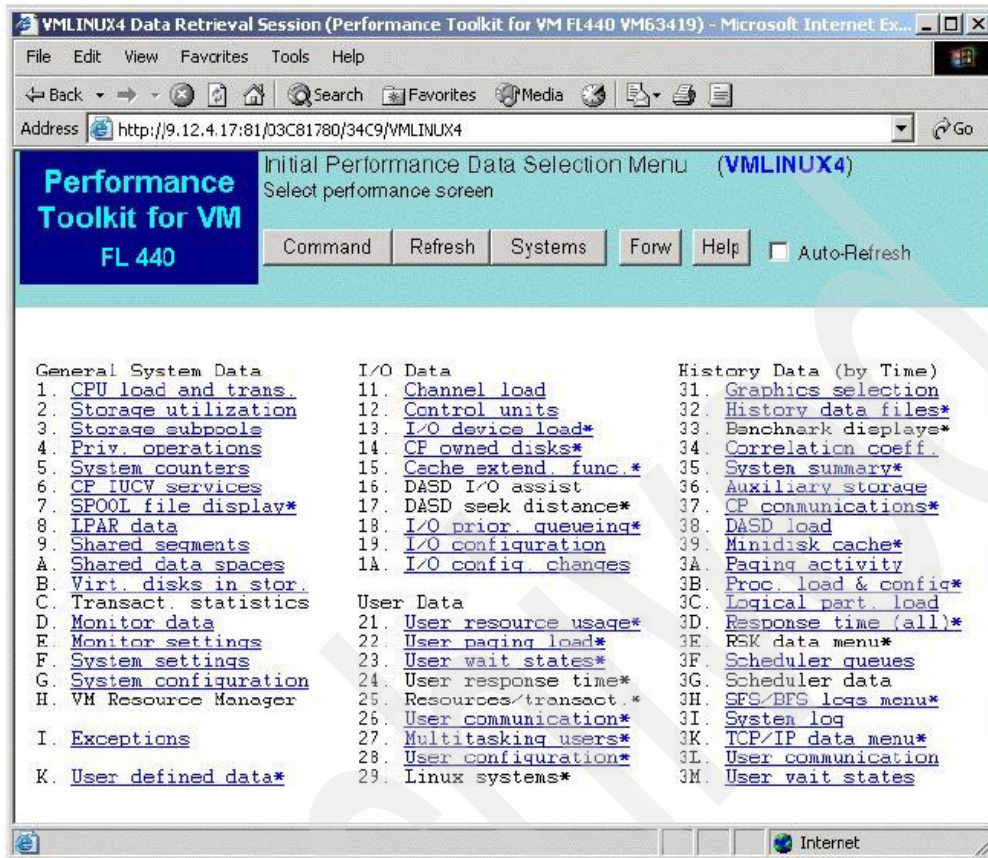 VMLINUX4 Data Retrieval Session (Performance Toolkit for VM FL440 VM63419) - Microsoft Internet Ex...
File Edit View Favorites Tools Help
Back Search Favorites Media
Address http://9.12.4.17:81/03C81780/34C9/VMLINUX4 Go
Performance Toolkit for VM FL 440
Initial Performance Data Selection Menu (VMLINUX4)
Select performance screen
Command Refresh Systems Forw Help Auto-Refresh
General System Data
1. CPU load and trans.
2. Storage utilization
3. Storage subpools
4. Priv. operations
5. System counters
6. CP IUCV services
7. SPOOL file display*
8. LPAR data
9. Shared segments
A. Shared data spaces
B. Virt. disks in stor.
C. Transact. statistics
D. Monitor data
E. Monitor settings
F. System settings
G. System configuration
H. VM Resource Manager
I. Exceptions
K. User defined data*
I/O Data
11. Channel load
12. Control units
13. I/O device load*
14. CP owned disks*
15. Cache extend. func.*
16. DASD I/O assist
17. DASD seek distance*
18. I/O prior. queueing*
19. I/O configuration
1A. I/O config. changes
User Data
21. User resource usage*
22. User paging load*
23. User wait states*
24. User response time*
25. Resources/transact.*
26. User communication*
27. Multitasking users*
28. User configuration*
29. Linux systems*
History Data (by Time)
31. Graphics selection
32. History data files*
33. Benchmark displays*
34. Correlation coeff.
35. System summary*
36. Auxiliary storage
37. CP communications*
38. DASD load
39. Minidisk cache*
3A. Paging activity
3B. Proc. load & config*
3C. Logical part. load
3D. Response time (all)*
3E. RSK data menu*
3F. Scheduler queues
3G. Scheduler data
3H. SFS/BFS logs menu*
3I. System log
3K. TCP/IP data menu*
3L. User communication
3M. User wait states
Internet